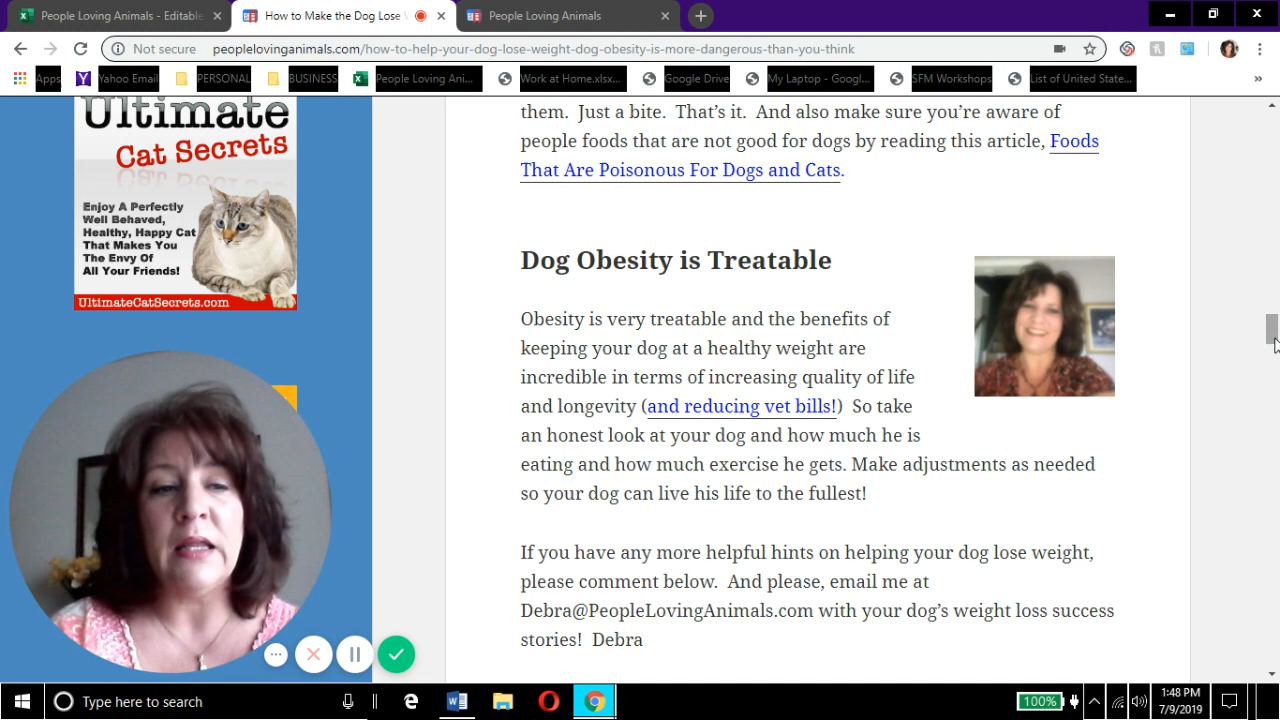 People Loving Animals - Editable
How to Make the Dog Lose W
People Loving Animals
Not secure
peoplelovinganimals.com/how-to-help-your-dog-lose-weight-dog-obesity-is-more-dangerous-than-you-think
Apps
Yahoo Email
PERSONAL
BUSINESS
People Loving Ani...
Work at Home.xlsx...
Google Drive
My Laptop - Googl...
SFM Workshops
List of United State...
»
Ultimate
Cat Secrets
Enjoy A Perfectly
Well Behaved,
Healthy, Happy Cat
That Makes You
The Envy Of
All Your Friends!
UltimateCatSecrets.com
them. Just a bite. That's it. And also make sure you're aware of
people foods that are not good for dogs by reading this article, Foods
That Are Poisonous For Dogs and Cats.
Dog Obesity is Treatable
Obesity is very treatable and the benefits of
keeping your dog at a healthy weight are
incredible in terms of increasing quality of life
and longevity (and reducing vet bills!) So take
an honest look at your dog and how much he is
eating and how much exercise he gets. Make adjustments as needed
so your dog can live his life to the fullest!
If you have any more helpful hints on helping your dog lose weight,
please comment below. And please, email me at
Debra@PeopleLovingAnimals.com with your dog's weight loss success
stories! Debra
Type here to search
100%
1:48 PM
7/9/2019